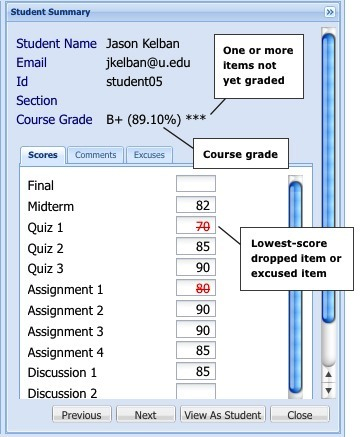 Student Summary
Student Name Jason Kelban
Email jkelban@u.edu
Id student05
Section
Course Grade B+ (89.10%) ***
One or more
items not
yet graded
Course grade
Scores Comments Excuses
Final
Midterm 82
Quiz 1 70
Quiz 2 85
Quiz 3 90
Lowest-score
dropped item or
excused item
Assignment 1 80
Assignment 2 90
Assignment 3 90
Assignment 4 85
Discussion 1 85
Discussion 2
Previous Next View As Student Close